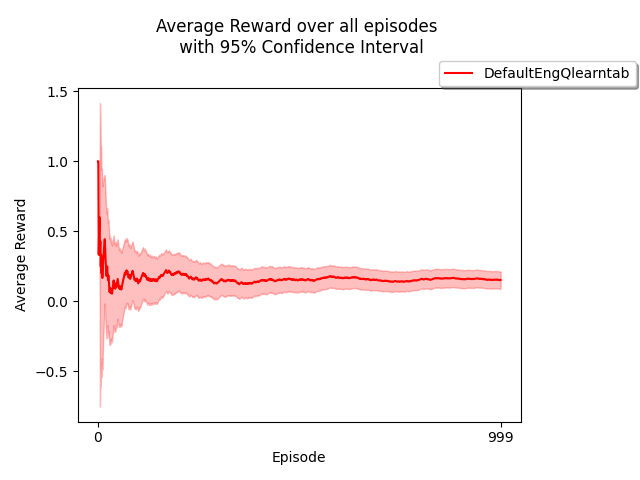 Average Reward over all episodes
with 95% Confidence Interval
DefaultEngQlearntab
1.5
1.0
0.5
0.0
−0.5
Average Reward
0
999
Episode